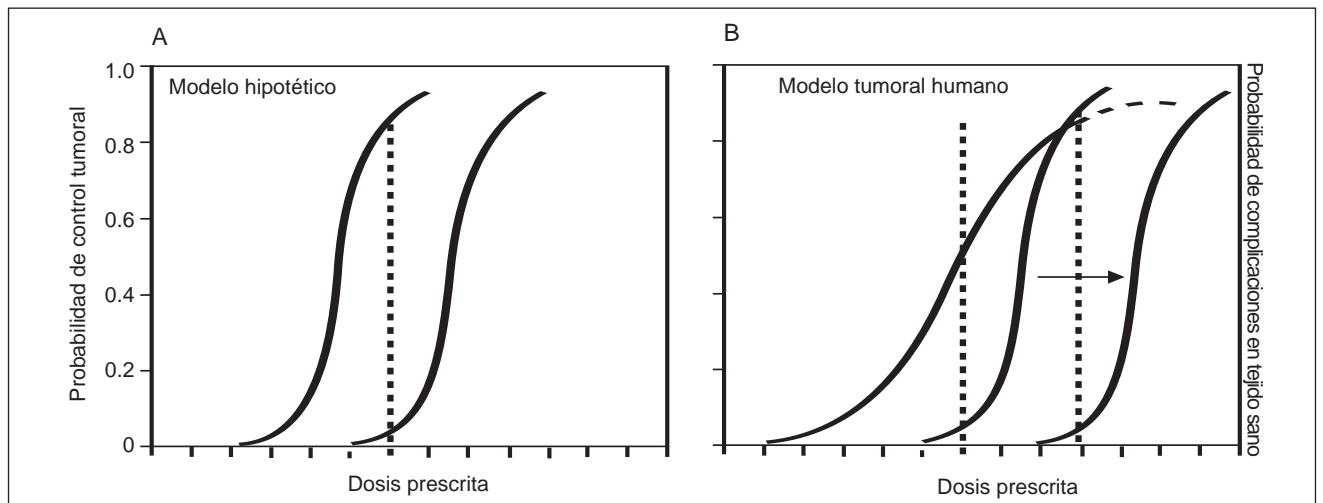 A
Modelo hipotético
Probabilidad de control tumoral
1.0
0.8
0.6
0.4
0.2
0
Dosis prescrita
B
Modelo tumoral humano
Probabilidad de complicaciones en tejido sano
Dosis prescrita